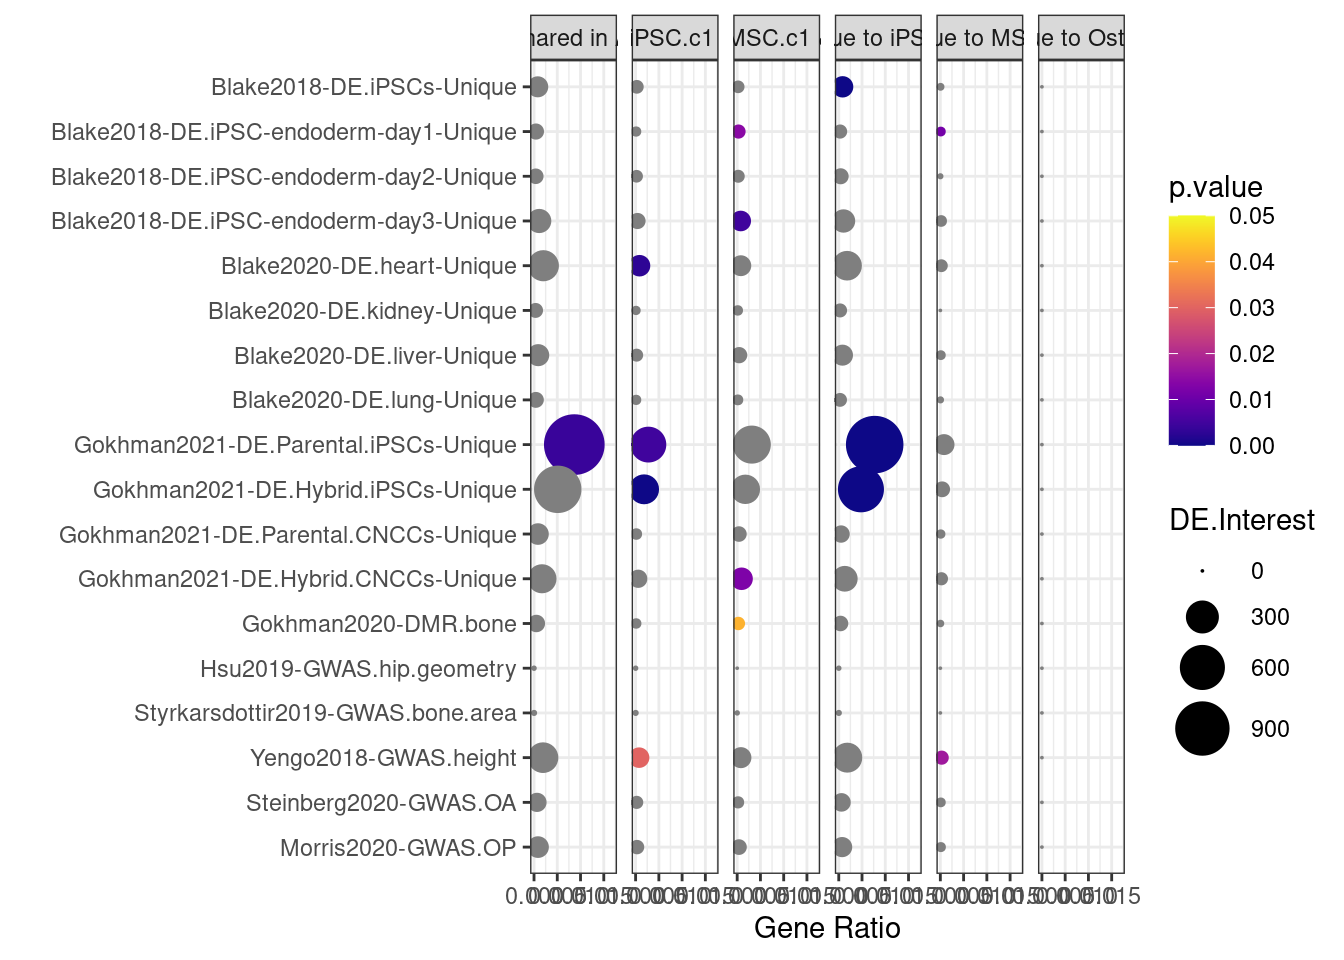 hared in
iPSC.c1
MSC.c1
ue to iPS
ue to MS
ue to Ost
Blake2018-DE.iPSCs-Unique
Blake2018-DE.iPSC-endoderm-day1-Unique
Blake2018-DE.iPSC-endoderm-day2-Unique
Blake2018-DE.iPSC-endoderm-day3-Unique
Blake2020-DE.heart-Unique
Blake2020-DE.kidney-Unique
Blake2020-DE.liver-Unique
Blake2020-DE.lung-Unique
Gokhman2021-DE.Parental.iPSCs-Unique
Gokhman2021-DE.Hybrid.iPSCs-Unique
Gokhman2021-DE.Parental.CNCCs-Unique
Gokhman2021-DE.Hybrid.CNCCs-Unique
Gokhman2020-DMR.bone
Hsu2019-GWAS.hip.geometry
Styrkarsdottir2019-GWAS.bone.area
Yengo2018-GWAS.height
Steinberg2020-GWAS.OA
Morris2020-GWAS.OP
Gene Ratio
p.value
0.05
0.04
0.03
0.02
0.01
0.00
DE.Interest
0
300
600
900